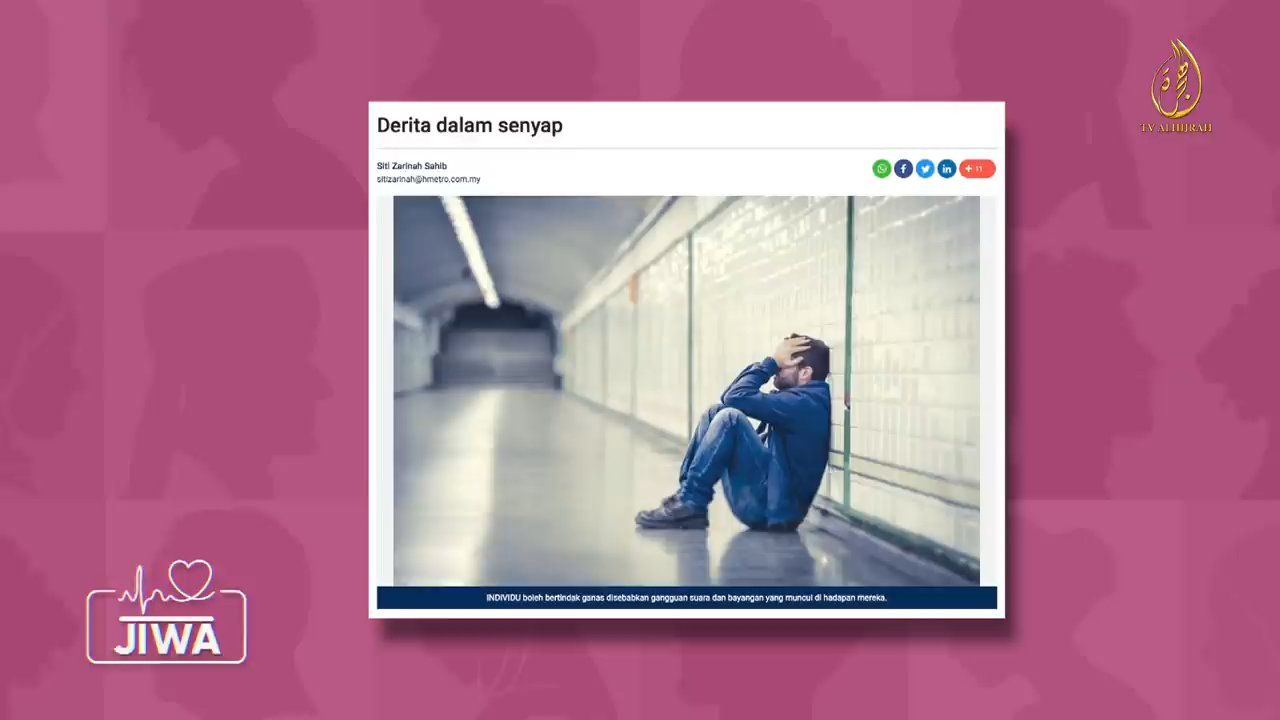 Derita dalam senyap
Siti Zarinah Sahib
sitizarinah@hmetro.com.my
+ 11
INDIVIDU boleh bertindak ganas disebabkan gangguan suara dan bayangan yang muncul di hadapan mereka.
TV ALHIJRAH
JIWA